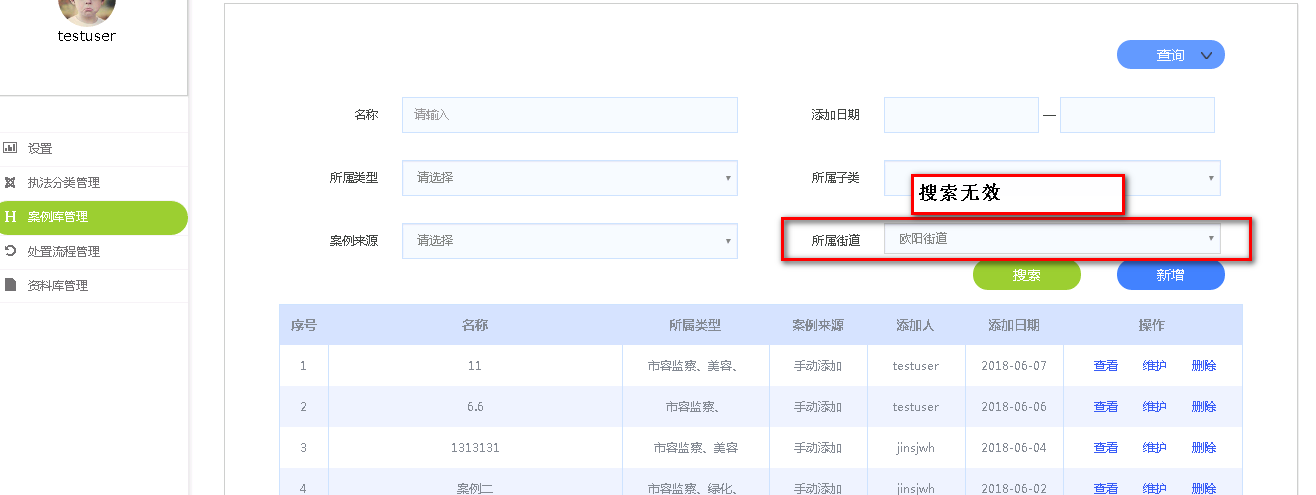 testuser
设置
执法分类管理
H 案例库管理
处置流程管理
资料库管理
查询
名称 请输入 添加日期 —
所属类型 请选择 所属子类
搜索无效
案例来源 请选择 所属街道 欧阳街道
搜索 新增
序号 名称 所属类型 案例来源 添加人 添加日期 操作
1 11 市容监察、美容、 手动添加 testuser 2018-06-07 查看 维护 删除
2 6.6 市容监察、 手动添加 testuser 2018-06-06 查看 维护 删除
3 1313131 市容监察、美容 手动添加 jinsjwh 2018-06-04 查看 维护 删除
4 案例二 市容监察、绿化、 手动添加 jinsjwh 2018-06-02 查看 维护 删除